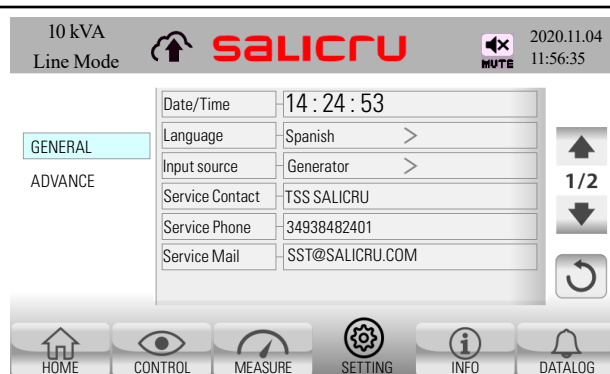 10 kVA
Line Mode
salicru
MUTE
2020.11.04
11:56:35
GENERAL
ADVANCE
Date/Time 14 : 24 : 53
Language Spanish >
Input source Generator >
Service Contact TSS SALICRU
Service Phone 34938482401
Service Mail SST@SALICRU.COM
1/2
HOME CONTROL MEASURE SETTING INFO DATALOG